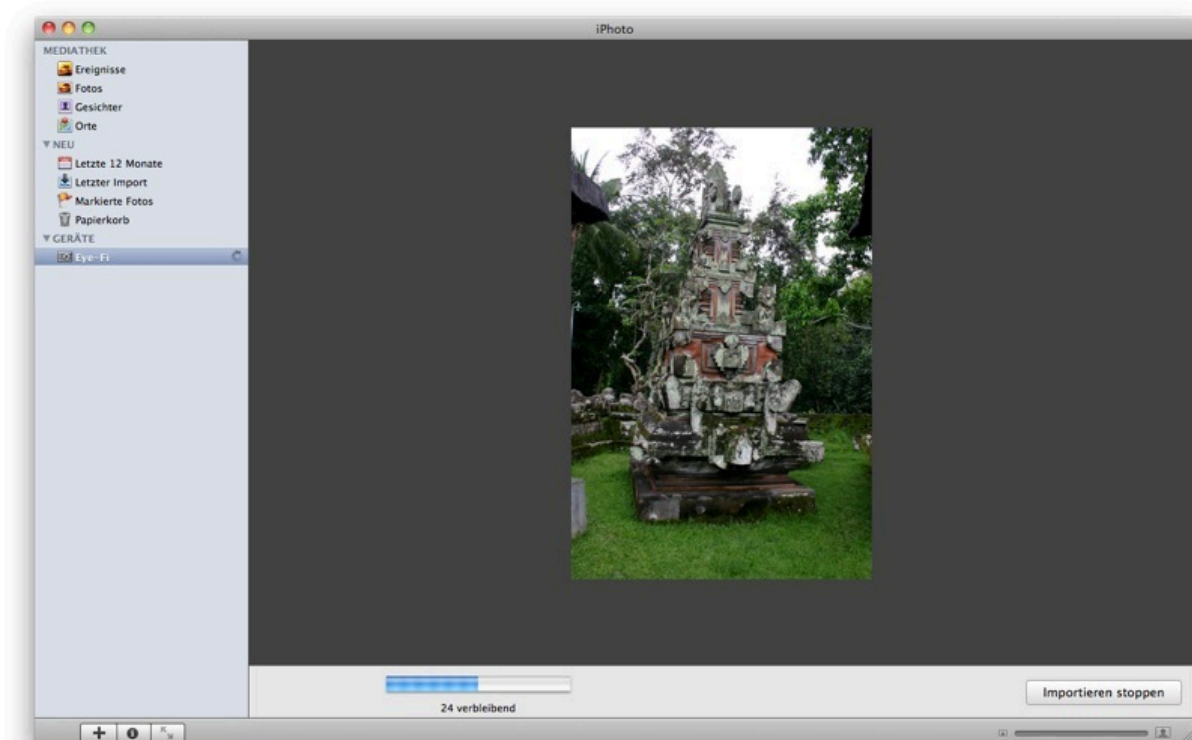 iPhoto
MEDIATHEK
Ereignisse
Fotos
Gesichter
Orte
NEU
Letzte 12 Monate
Letzter Import
Markierte Fotos
Papierkorb
GERÄTE
Eye-Fi
24 verbleibend
Importieren stoppen